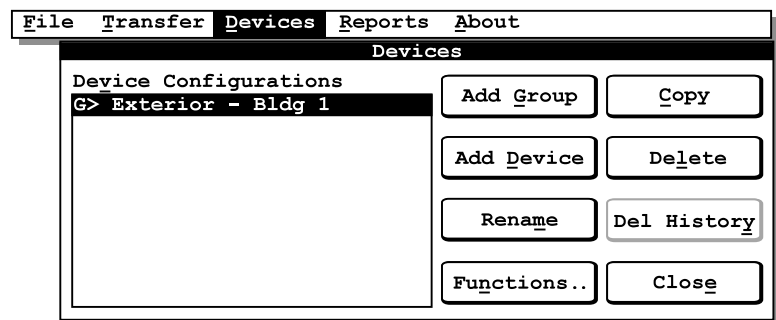 File Transfer Devices Reports About
Devices
Device Configurations
G> Exterior - Bldg 1
Add Group
Copy
Add Device
Delete
Rename
Del History
Functions..
Close